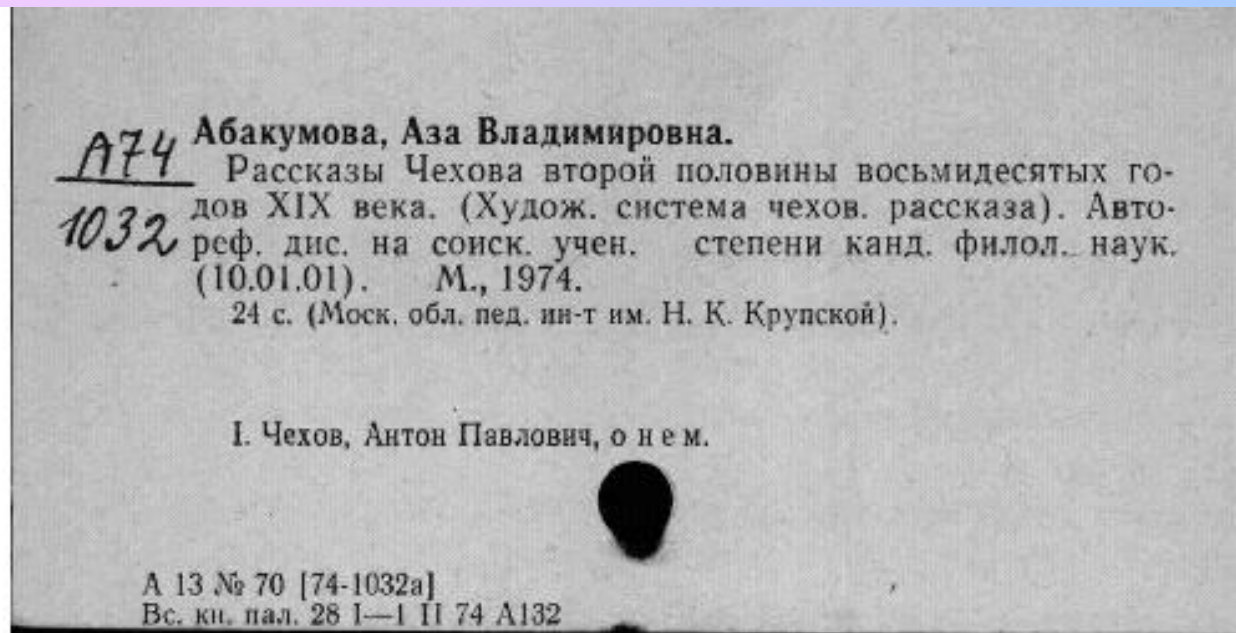 А74
1032
Абакумова, Аза Владимировна.
Рассказы Чехова второй половины восьмидесятых го-
дов XIX века. (Худож. система чехов. рассказа). Авто-
реф. дис. на соиск. учен. степени канд. филол. наук.
(10.01.01). М., 1974.
24 с. (Моск. обл. пед. ин-т им. Н. К. Крупской).
I. Чехов, Антон Павлович, о нем.
А 13 № 70 [74-1032а]
Вс. кн. пал. 28 I—1 II 74 А132